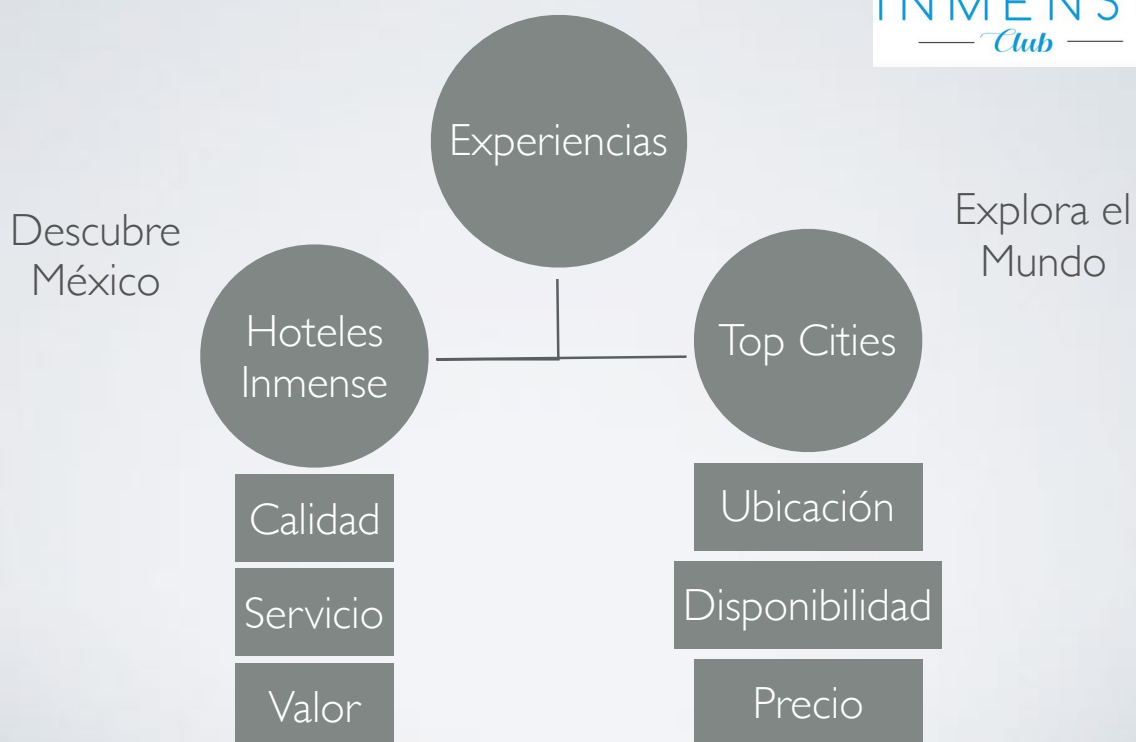 INMENS
Club
Experiencias
Descubre
México
Explora el
Mundo
Hoteles
Inmense
Top Cities
Calidad
Servicio
Valor
Ubicación
Disponibilidad
Precio